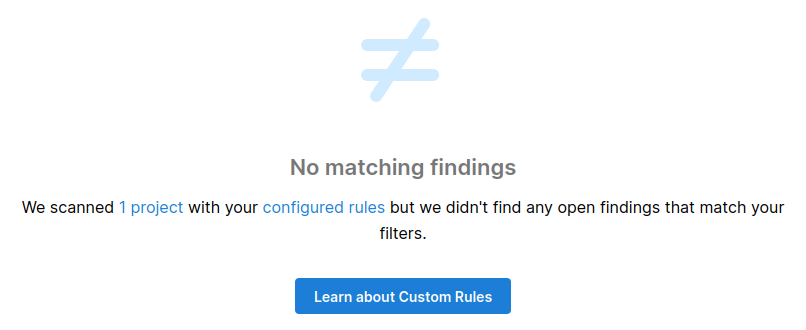 No matching findings
We scanned 1 project with your configured rules but we didn't find any open findings that match your
filters.
Learn about Custom Rules